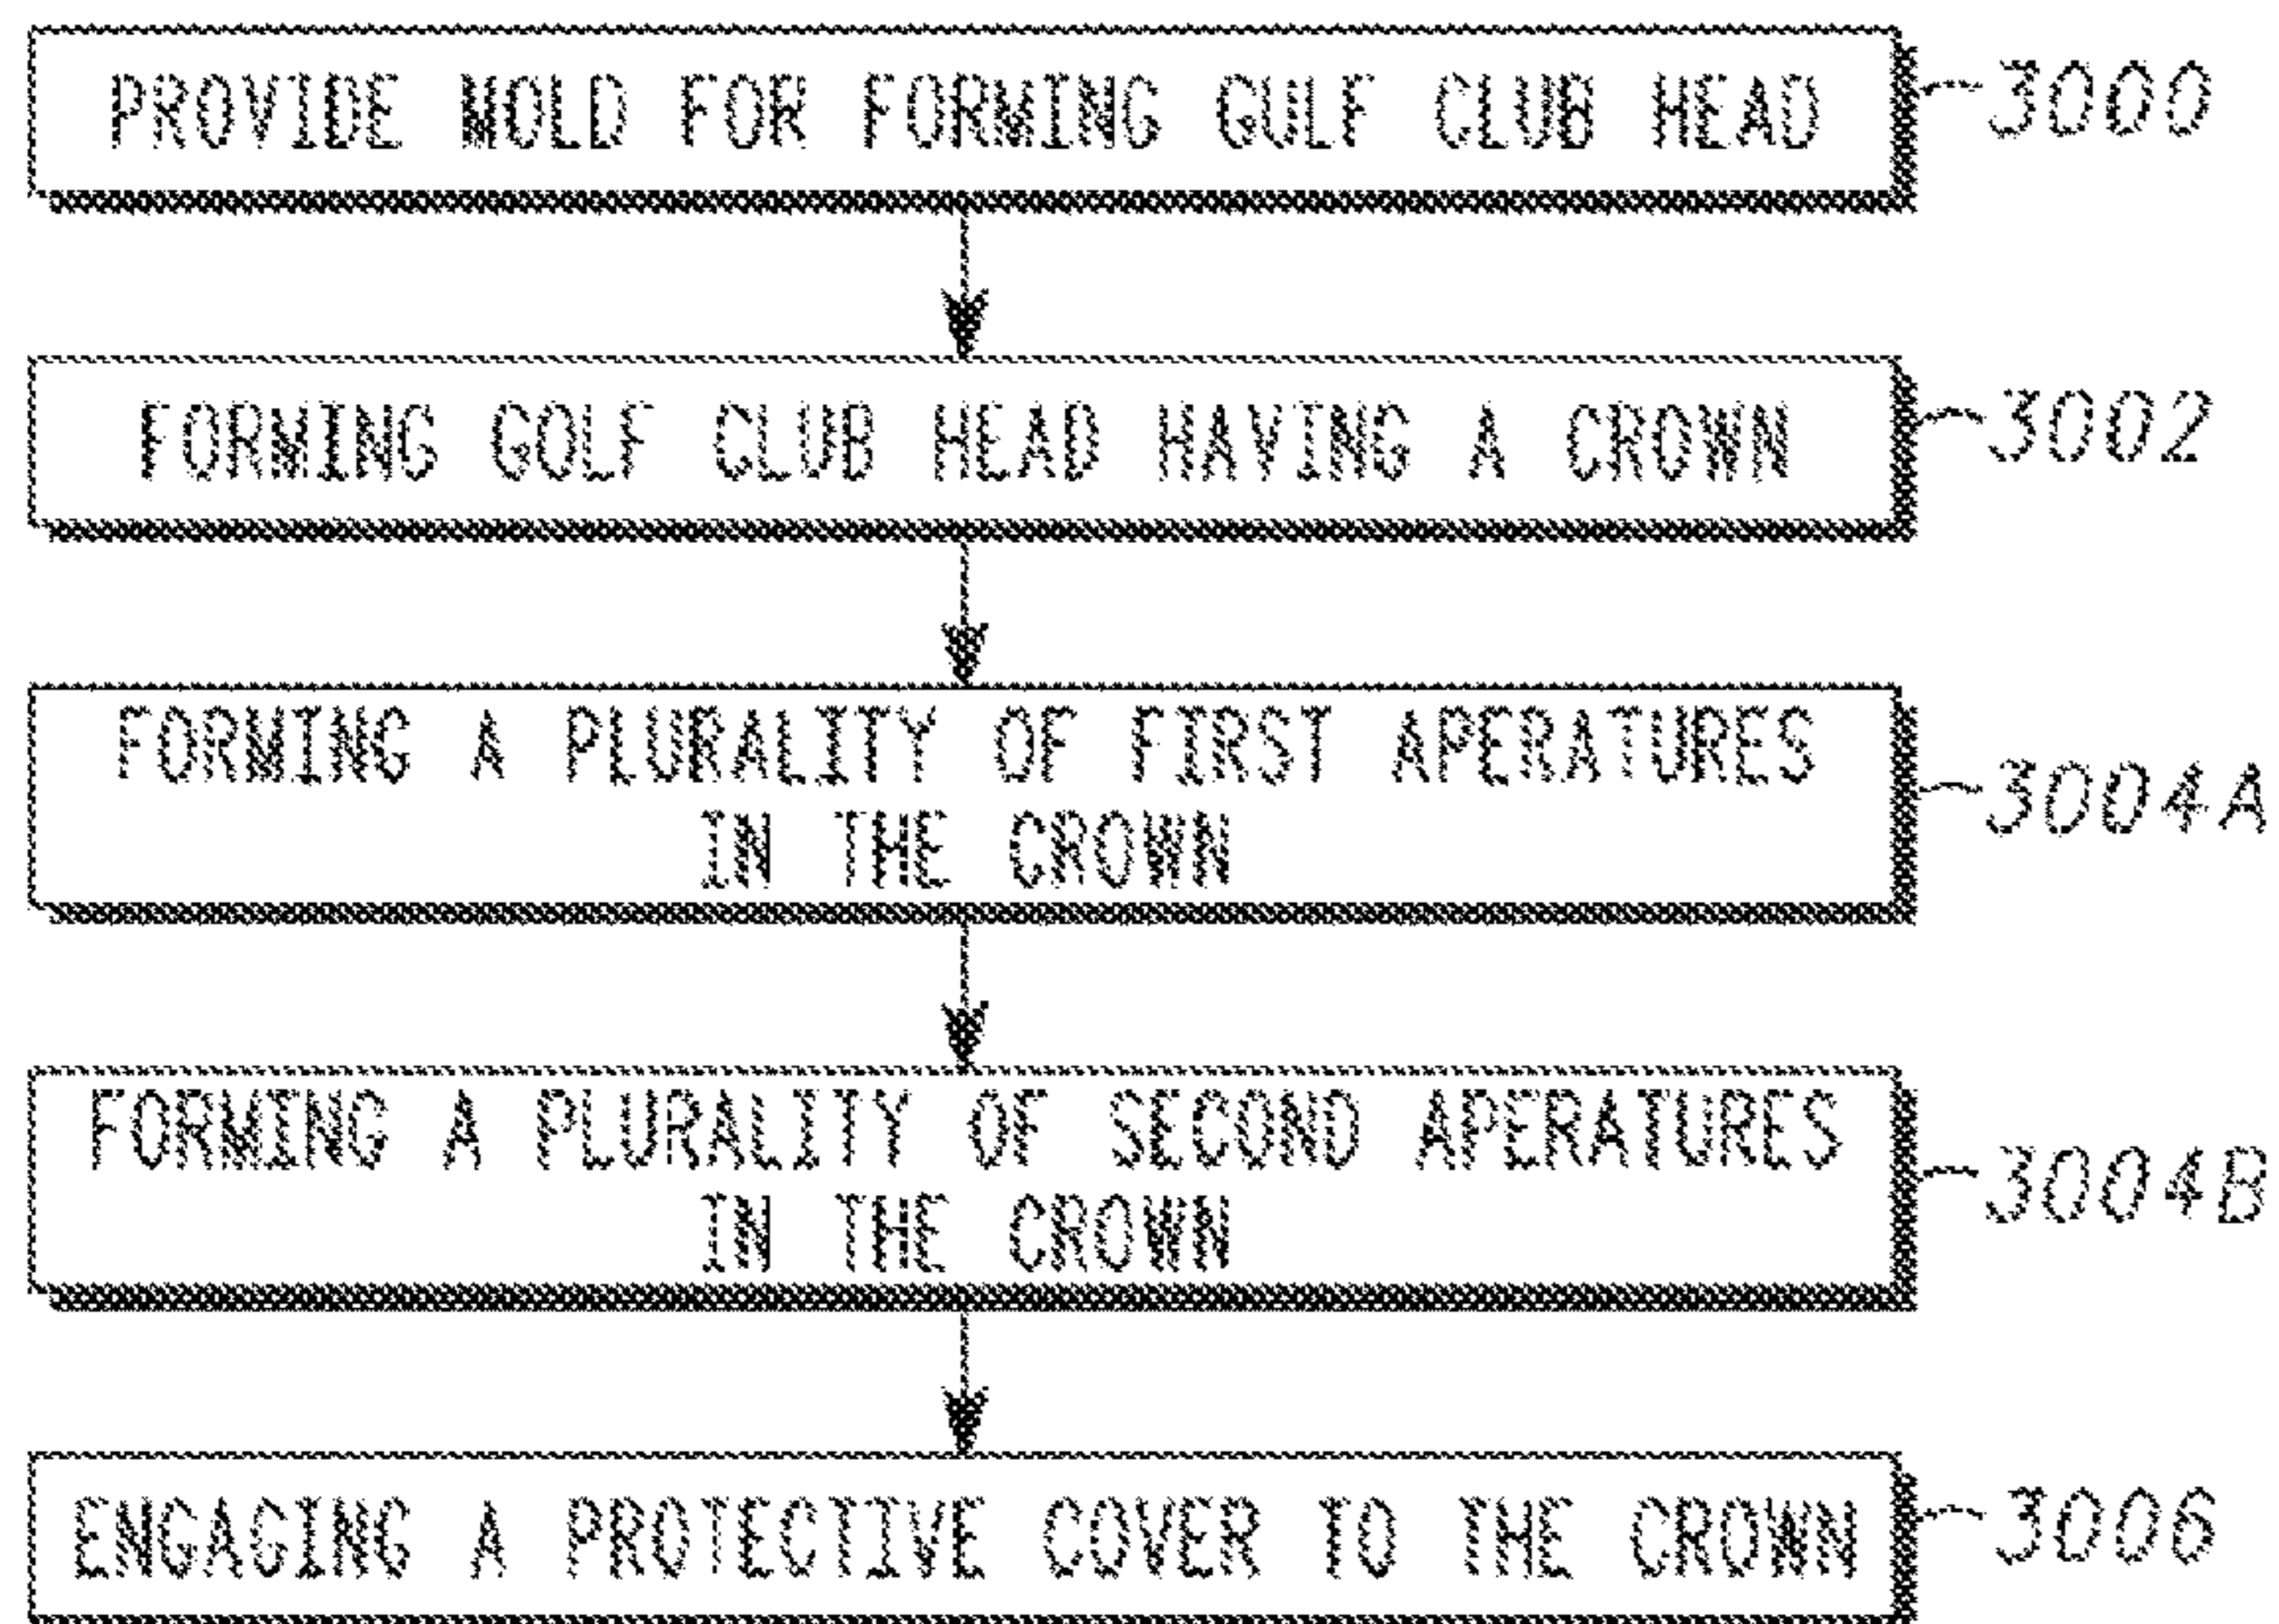 PROVIDE MOLD FOR FORMING GULF CLUB HEAD
3000
FORMING GOLF CLUB HEAD HAVING A CROWN
3002
FORMING A PLURALITY OF FIRST APERATURES
IN THE CROWN
3004A
FORMING A PLURALITY OF SECOND APERATURES
IN THE CROWN
3004B
ENGAGING A PROTECTIVE COVER TO THE CROWN
3006